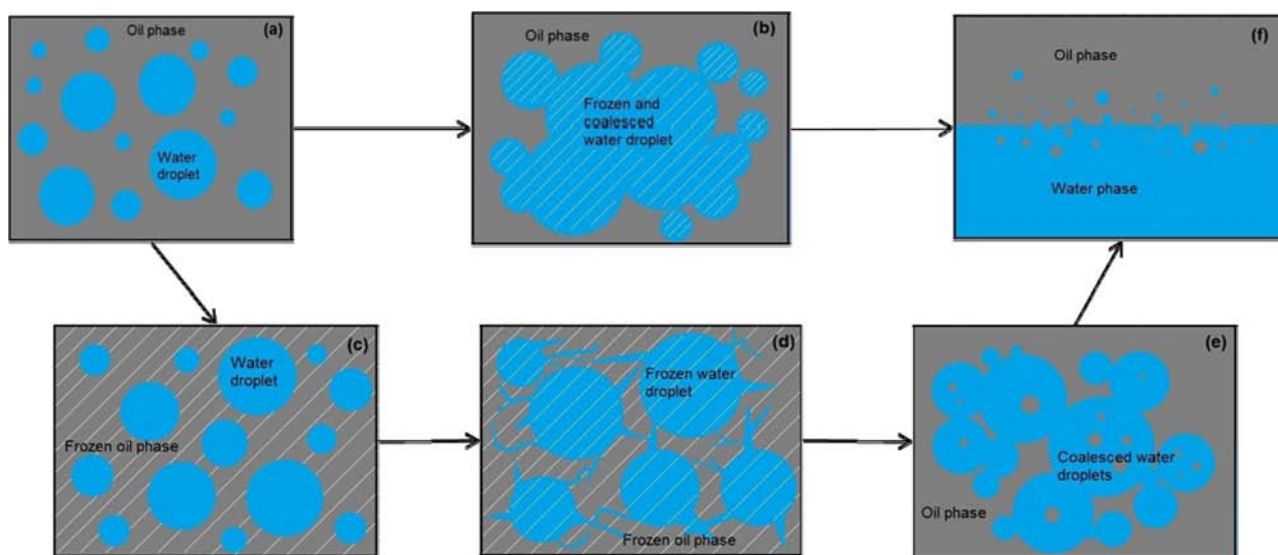 Oil phase
(a)
Water
droplet
Oil phase
(b)
Frozen and
coalesced
water droplet
(f)
Oil phase
Water phase
(c)
Water
droplet
Frozen oil phase
(d)
Frozen water
droplet
Frozen oil phase
(e)
Coalesced water
droplets
Oil phase